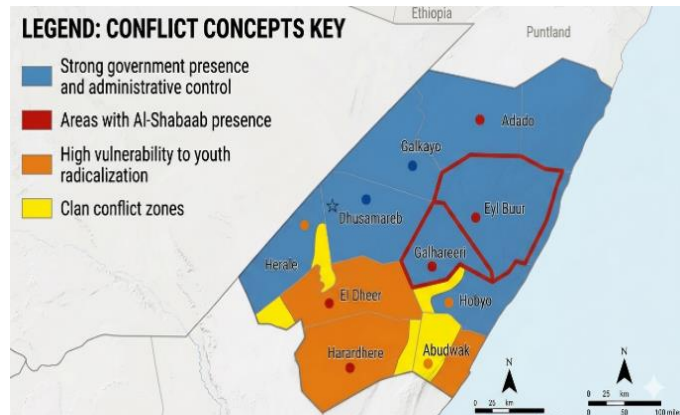 LEGEND: CONFLICT CONCEPTS KEY
Strong government presence
and administrative control
Areas with Al-Shabaab presence
High vulnerability to youth
radicalization
Clan conflict zones
Ethiopia
Puntland
Adado
Galkayo
Dhusamareb
Eyl Buur
Galhareeri
Herale
El Dheer
Hobyo
Harardhere
Abudwak
N
N
0 25 km
0 25 km
0 50 100 miles